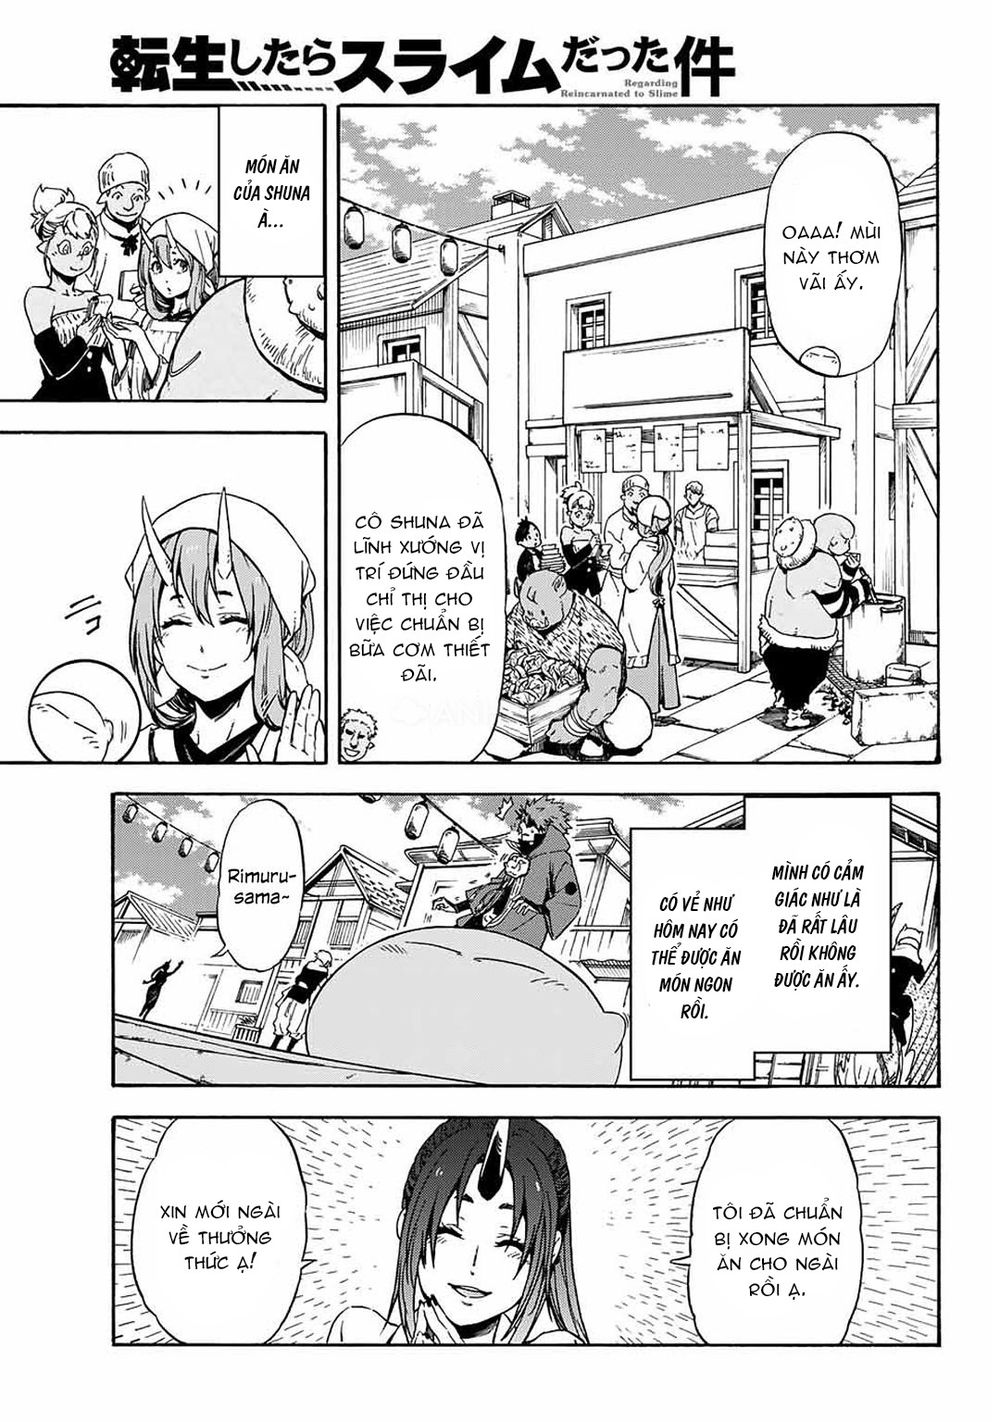 転生したらスライムだった件
Regarding
Reincarnated to Slime
OAAA! MÙI
NÀY THƠM
VÃI ẤY.
CÔ SHUNA ĐÃ
LĨNH XƯỚNG VỊ
TRÍ ĐỨNG ĐẦU
CHỈ THỊ CHO
VIỆC CHUẨN BỊ
BỮA CƠM THIẾT
ĐÃI.
MÓN ĂN
CỦA SHUNA
À...
MÌNH CÓ CẢM
GIÁC NHƯ LÀ
ĐÃ RẤT LÂU
RỒI KHÔNG
ĐƯỢC ĂN ẤY.
CÓ VẺ NHƯ
HÔM NAY CÓ
THỂ ĐƯỢC ĂN
MÓN NGON
RỒI.
Rimuru-
sama~
TÔI ĐÃ CHUẨN
BỊ XONG MÓN
ĂN CHO NGÀI
RỒI Ạ.
XIN MỚI NGÀI
VỀ THƯỞNG
THỨC Ạ!